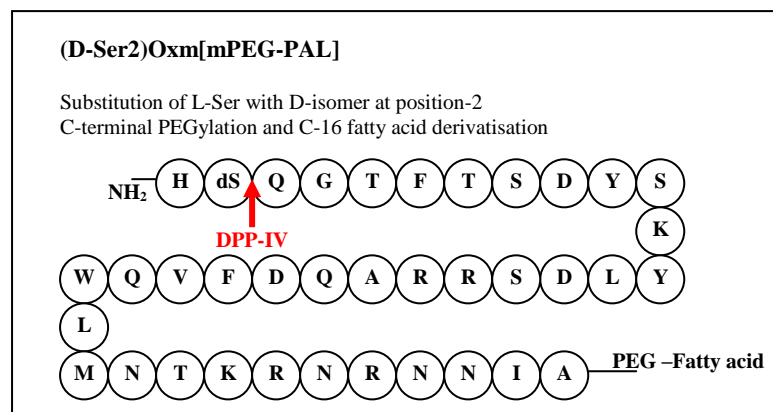 (D-Ser2)Oxm[mPEG-PAL]
Substitution of L-Ser with D-isomer at position-2
C-terminal PEGylation and C-16 fatty acid derivatisation
NH₂ H dS Q G T F T S D Y S
DPP-IV
K
W Q V F D Q A R R S D L Y
L
M N T K R N R N N I A PEG –Fatty acid